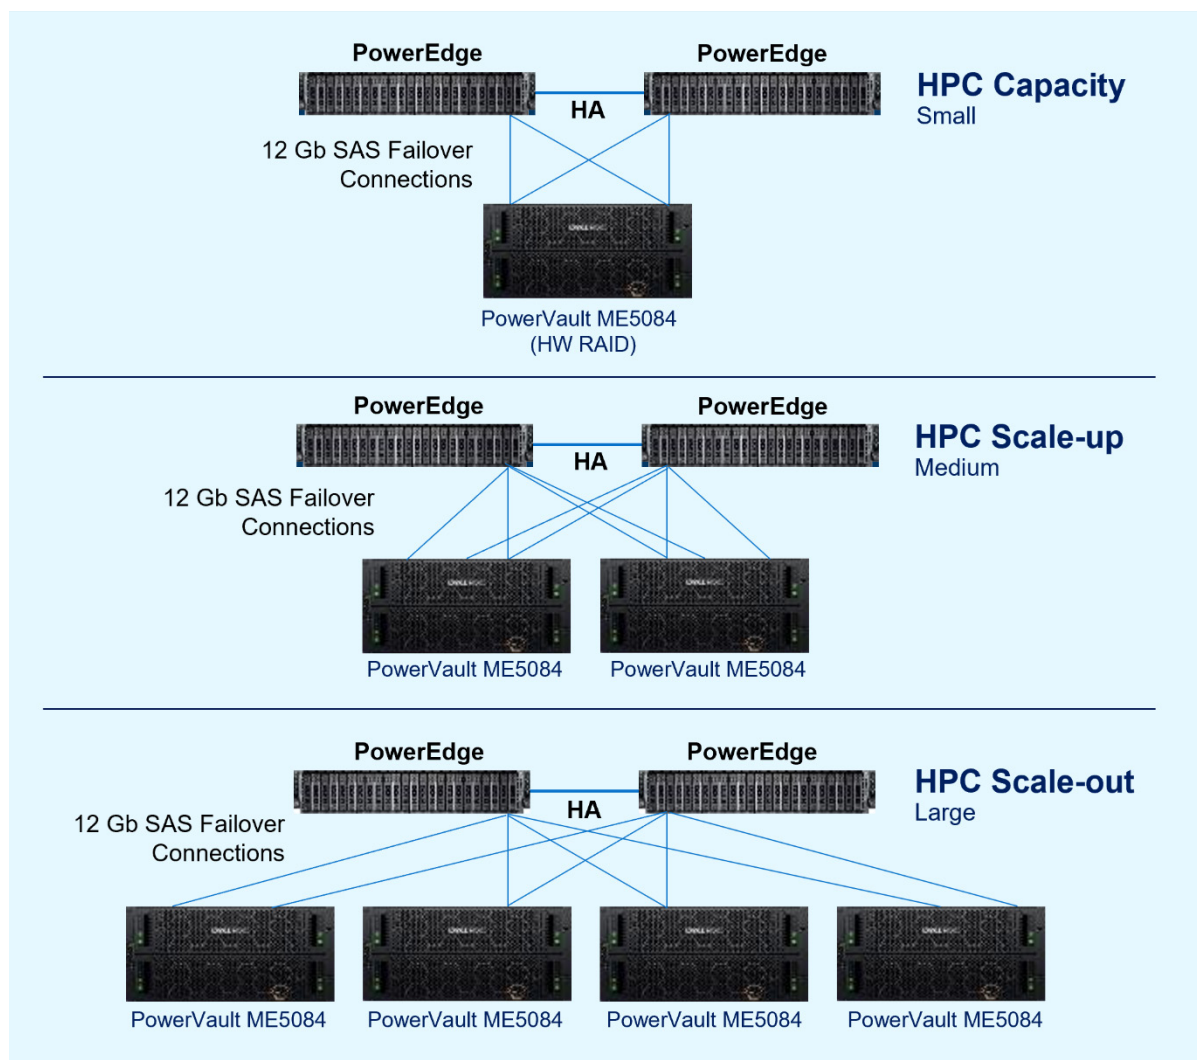 PowerEdge
PowerEdge
HPC Capacity
Small
HA
12 Gb SAS Failover
Connections
PowerVault ME5084
(HW RAID)
PowerEdge
PowerEdge
HPC Scale-up
Medium
HA
12 Gb SAS Failover
Connections
PowerVault ME5084
PowerVault ME5084
PowerEdge
PowerEdge
HPC Scale-out
Large
HA
12 Gb SAS Failover
Connections
PowerVault ME5084
PowerVault ME5084
PowerVault ME5084
PowerVault ME5084